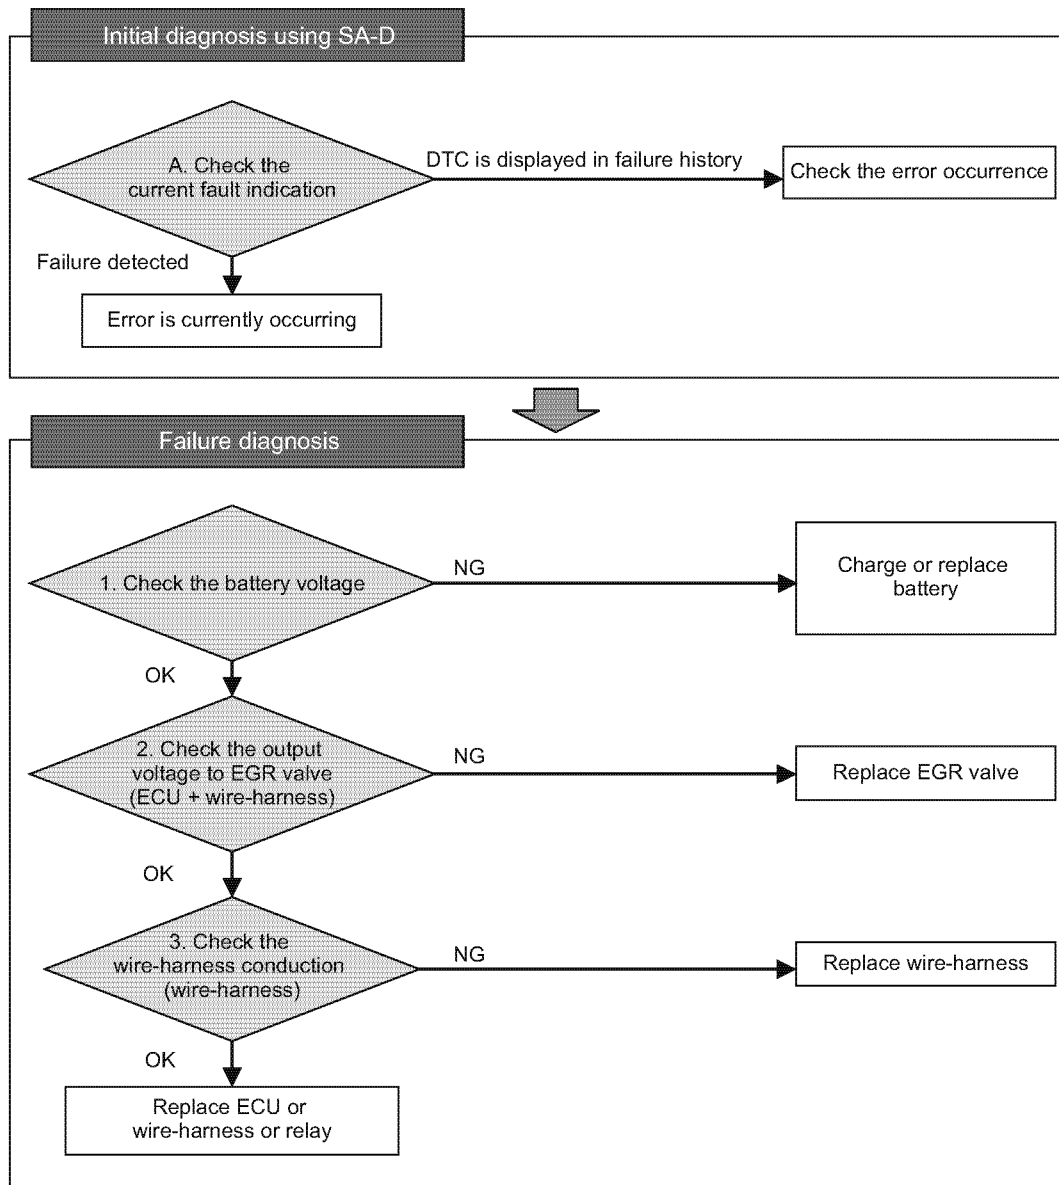 Initial diagnosis using SA-D
A. Check the
current fault indication
DTC is displayed in failure history
Check the error occurrence
Failure detected
Error is currently occurring
Failure diagnosis
1. Check the battery voltage
NG
Charge or replace
battery
OK
2. Check the output
voltage to EGR valve
(ECU + wire-harness)
NG
Replace EGR valve
OK
3. Check the
wire-harness conduction
(wire-harness)
NG
Replace wire-harness
OK
Replace ECU or
wire-harness or relay